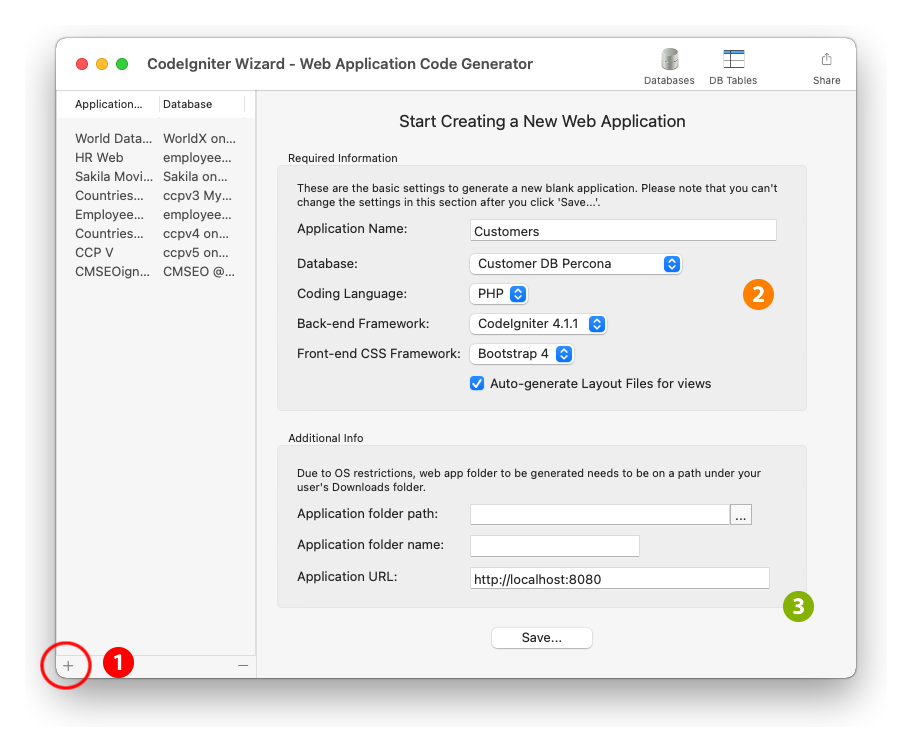 CodeIgniter Wizard - Web Application Code Generator
Databases
DB Tables
Share
Application... Database
World Data... WorldX on...
HR Web employee...
Sakila Movi... Sakila on...
Countries... ccpv3 My...
Employee... employee...
Countries... ccpv4 on...
CCP V ccpv5 on...
CMSEOign... CMSEO @...
Start Creating a New Web Application
Required Information
These are the basic settings to generate a new blank application. Please note that you can't
change the settings in this section after you click 'Save...'.
Application Name: Customers
Database: Customer DB Percona
Coding Language: PHP
2
Back-end Framework: CodeIgniter 4.1.1
Front-end CSS Framework: Bootstrap 4
Auto-generate Layout Files for views
Additional Info
Due to OS restrictions, web app folder to be generated needs to be on a path under your
user's Downloads folder.
Application folder path: ...
Application folder name:
Application URL: http://localhost:8080
3
Save...
+ 1 −